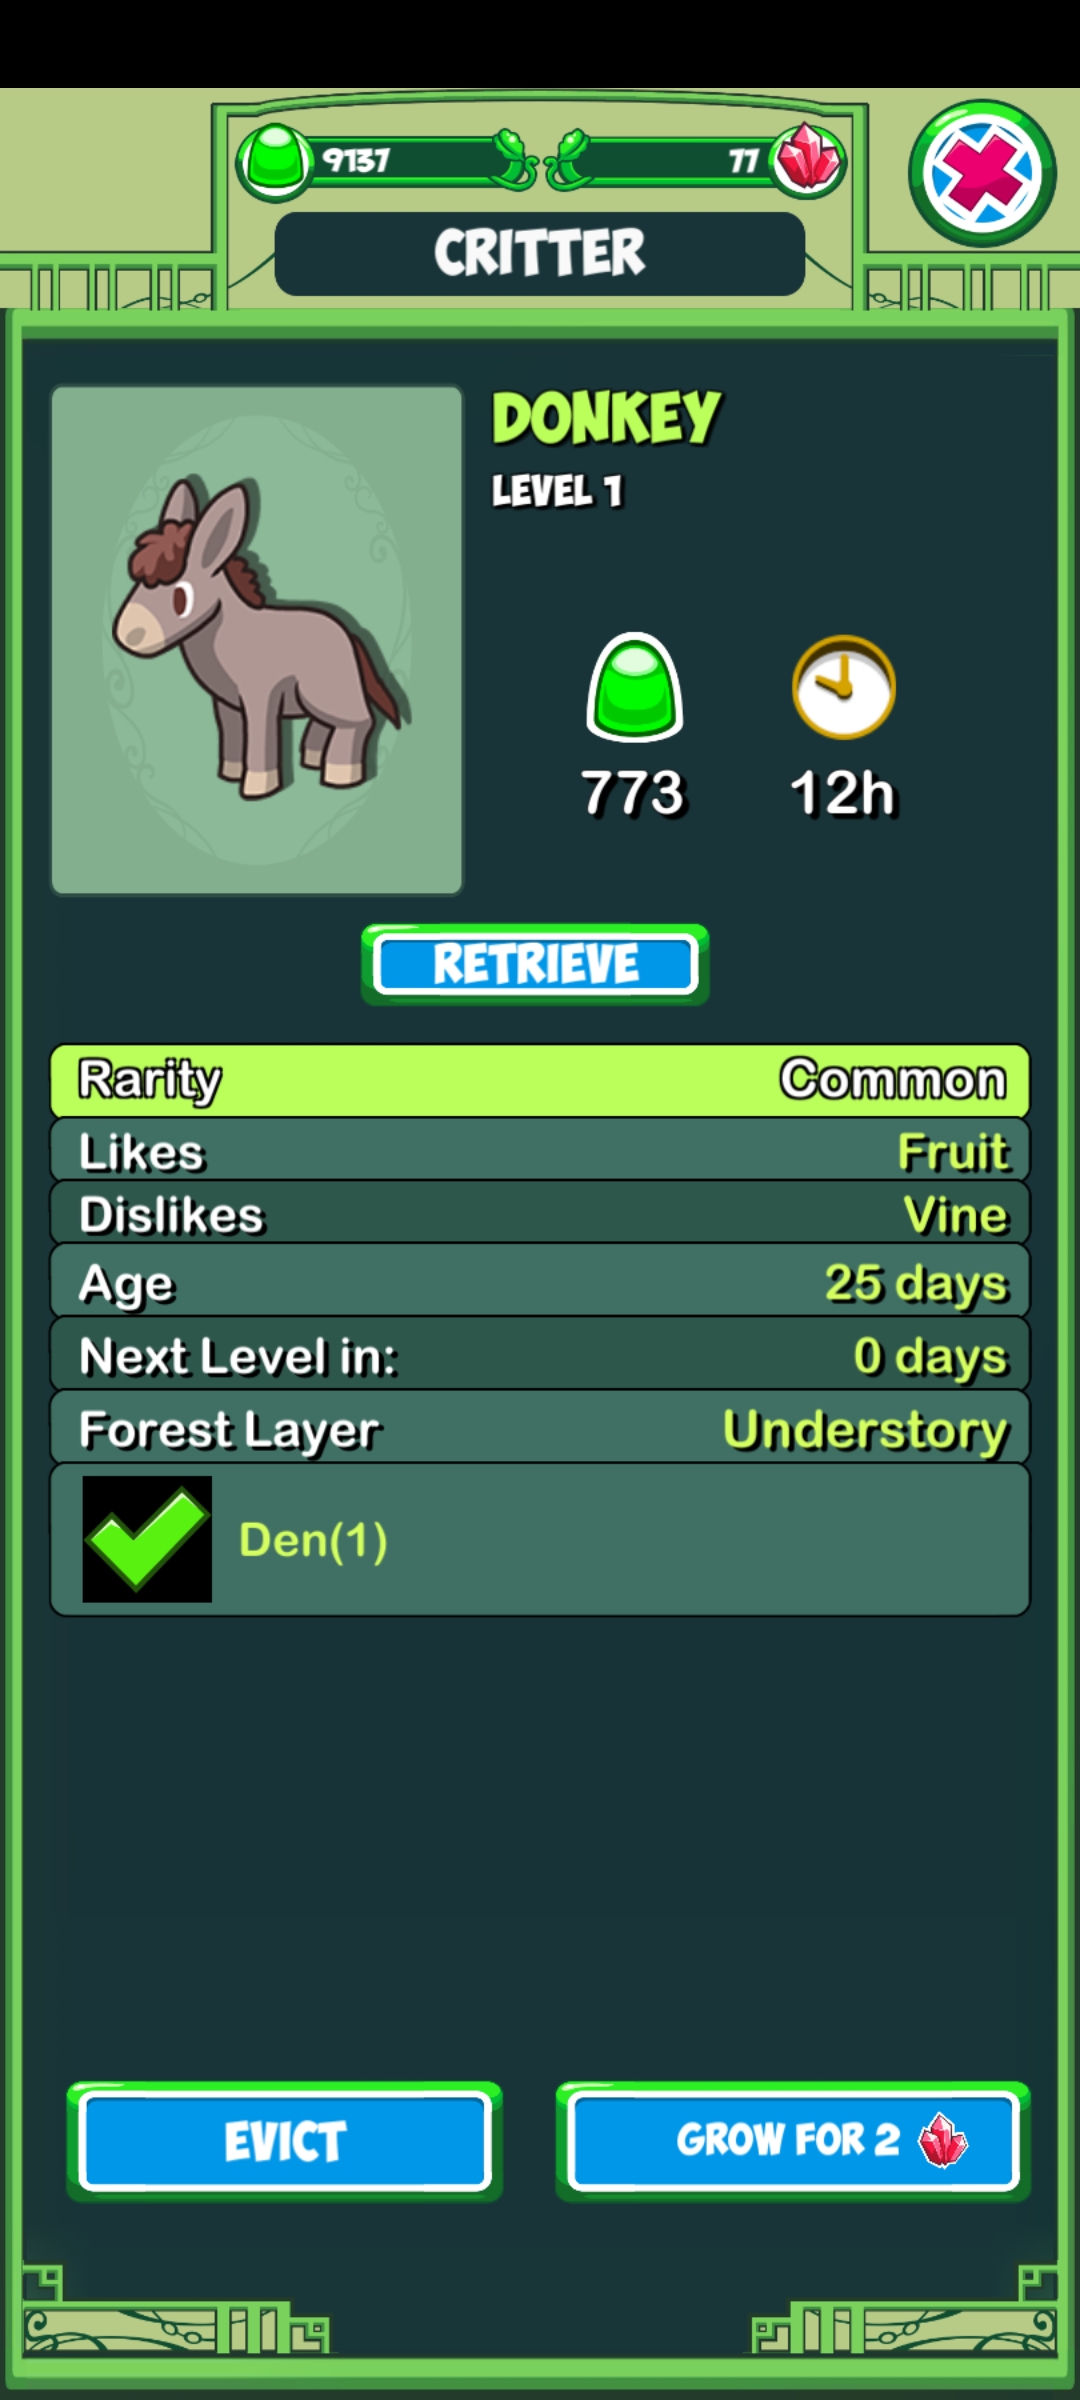 9137
77
CRITTER
DONKEY
LEVEL 1
773
12h
RETRIEVE
Rarity Common
Likes Fruit
Dislikes Vine
Age 25 days
Next Level in: 0 days
Forest Layer Understory
Den(1)
EVICT
GROW FOR 2